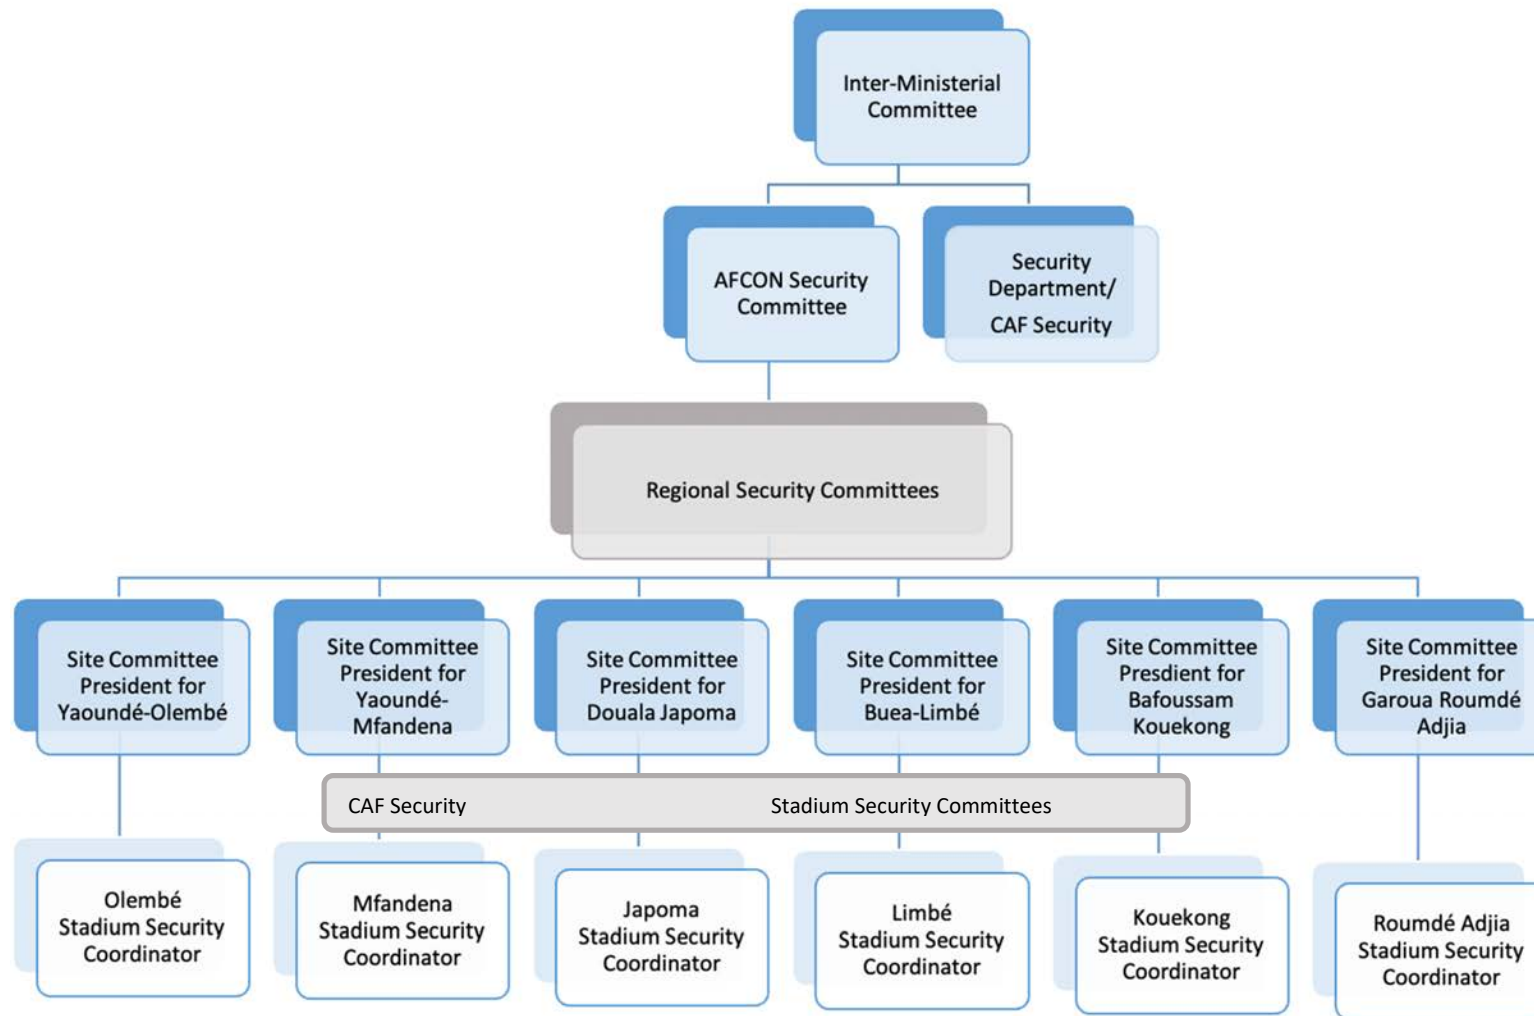 Inter-Ministerial
Committee
AFCON Security
Committee
Security
Department/
CAF Security
Regional Security Committees
Site Committee
President for
Yaoundé-Olembé
Site Committee
President for
Yaoundé-
Mfandena
Site Committee
President for
Douala Japoma
Site Committee
President for
Buea-Limbé
Site Committee
Predsient for
Bafoussam
Kouekong
Site Committee
President for
Garoua Roumdé
Adjia
CAF Security
Stadium Security Committees
Olembé
Stadium Security
Coordinator
Mfandena
Stadium Security
Coordinator
Japoma
Stadium Security
Coordinator
Limbé
Stadium Security
Coordinator
Kouekong
Stadium Security
Coordinator
Roumdé Adjia
Stadium Security
Coordinator